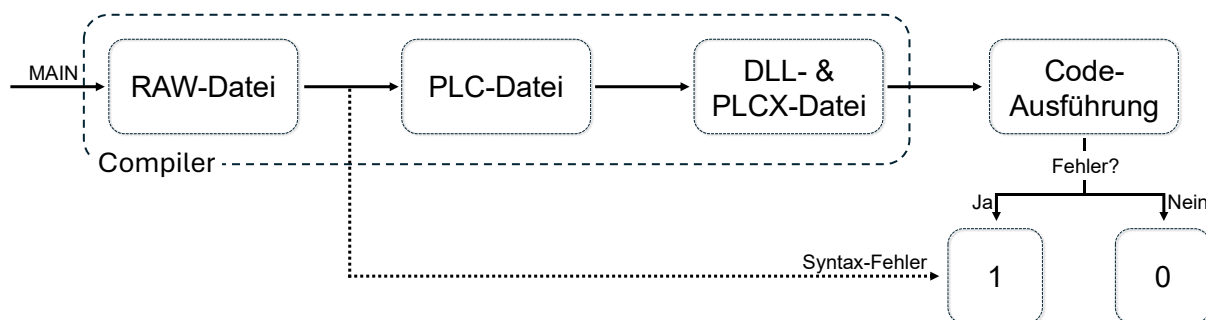 MAIN
RAW-Datei
PLC-Datei
DLL- &
PLCX-Datei
Code-
Ausführung
Compiler
Fehler?
Ja
Nein
Syntax-Fehler
1
0